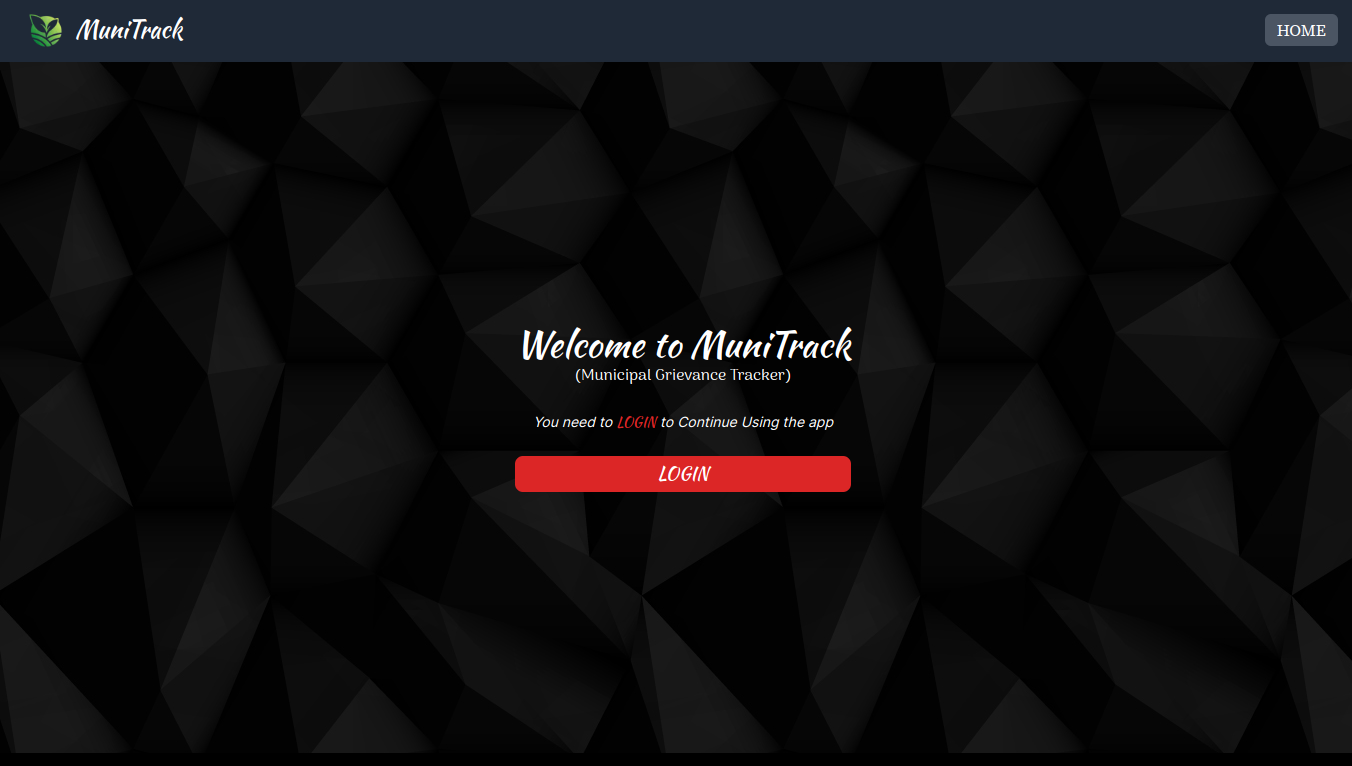 MuniTrack
HOME
Welcome to MuniTrack
(Municipal Grievance Tracker)
You need to LOGIN to Continue Using the app
LOGIN